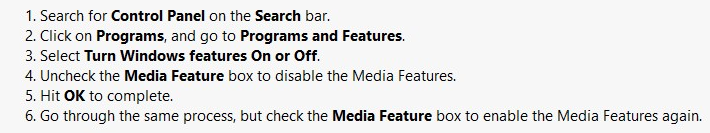 1. Search for Control Panel on the Search bar.
2. Click on Programs, and go to Programs and Features.
3. Select Turn Windows features On or Off.
4. Uncheck the Media Feature box to disable the Media Features.
5. Hit OK to complete.
6. Go through the same process, but check the Media Feature box to enable the Media Features again.